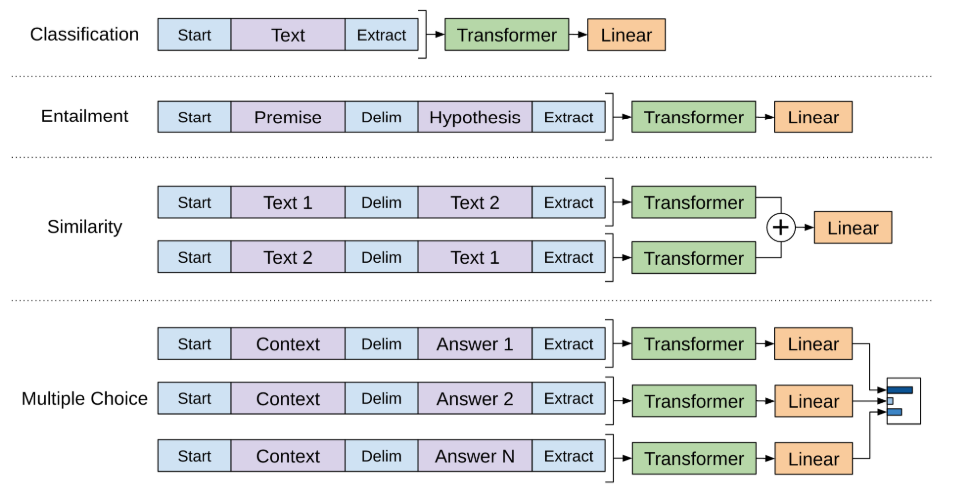 Classification Start Text Extract Transformer Linear
Entailment Start Premise Delim Hypothesis Extract Transformer Linear
Similarity
Start Text 1 Delim Text 2 Extract Transformer
+ Linear
Start Text 2 Delim Text 1 Extract Transformer
Multiple Choice
Start Context Delim Answer 1 Extract Transformer Linear
Start Context Delim Answer 2 Extract Transformer Linear
Start Context Delim Answer N Extract Transformer Linear